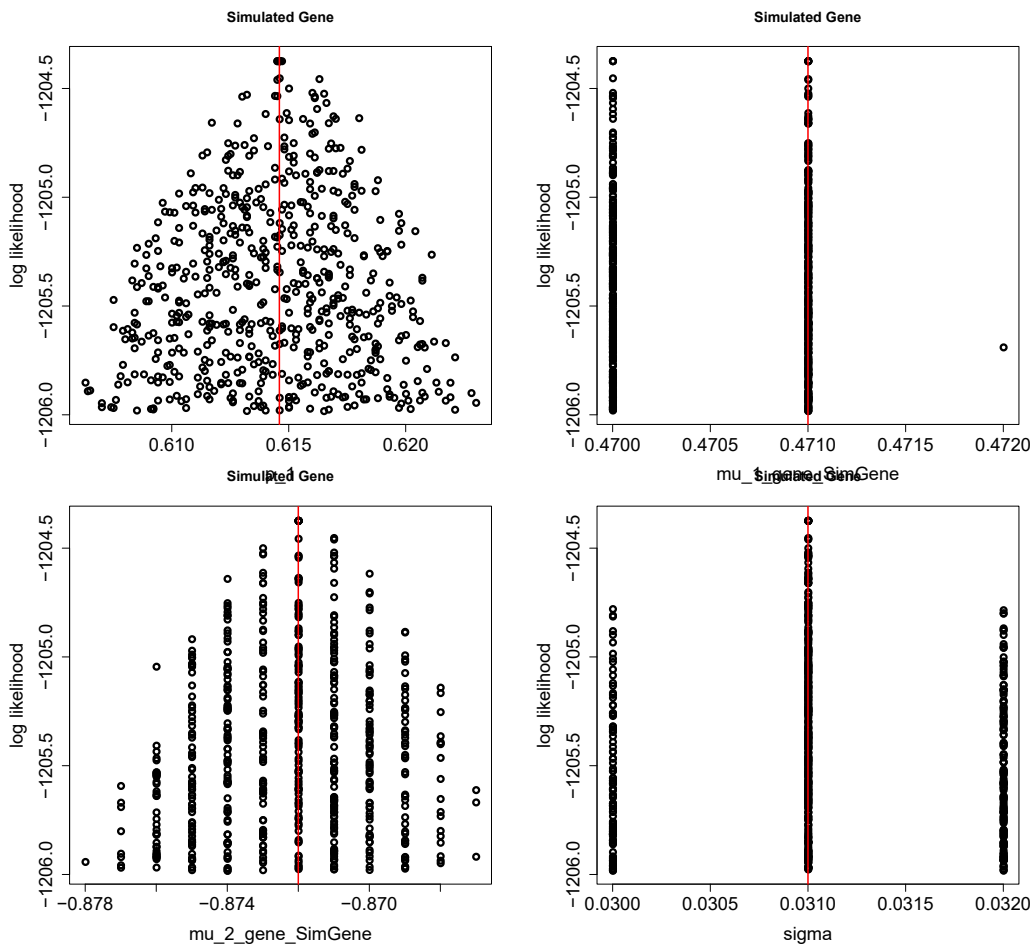 Simulated Gene
log likelihood
−1204.5
−1205.0
−1205.5
−1206.0
0.610 0.615 0.620
p_1
Simulated Gene
log likelihood
−1204.5
−1205.0
−1205.5
−1206.0
0.4700 0.4705 0.4710 0.4715 0.4720
mu_1_gene_SimGene
Simulated Gene
log likelihood
−1204.5
−1205.0
−1205.5
−1206.0
−0.878 −0.874 −0.870
mu_2_gene_SimGene
Simulated Gene
log likelihood
−1204.5
−1205.0
−1205.5
−1206.0
0.0300 0.0305 0.0310 0.0315 0.0320
sigma